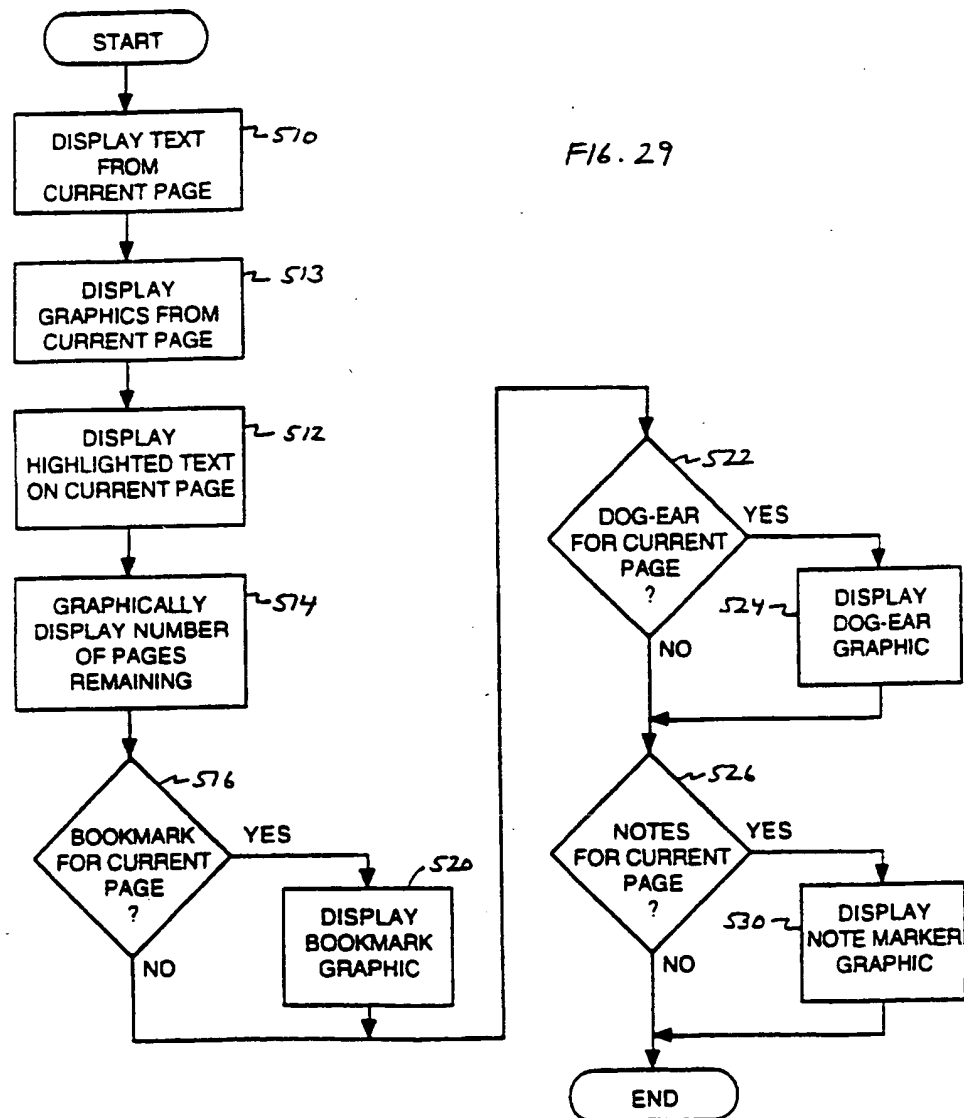 START
DISPLAY TEXT
FROM
CURRENT PAGE
510
FIG. 29
DISPLAY
GRAPHICS FROM
CURRENT PAGE
513
DISPLAY
HIGHLIGHTED TEXT
ON CURRENT PAGE
512
GRAPHICALLY
DISPLAY NUMBER
OF PAGES
REMAINING
514
516
BOOKMARK
FOR CURRENT
PAGE
?
YES
NO
520
DISPLAY
BOOKMARK
GRAPHIC
522
DOG-EAR
FOR CURRENT
PAGE
?
YES
NO
524
DISPLAY
DOG-EAR
GRAPHIC
526
NOTES
FOR CURRENT
PAGE
?
YES
NO
530
DISPLAY
NOTE MARKER
GRAPHIC
END